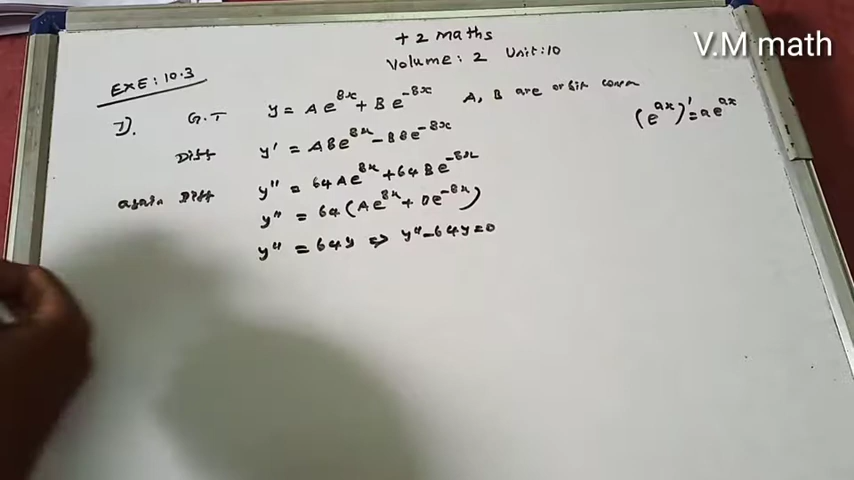 +2 maths
V.M math
Volume: 2 Unit:10
EXE: 10.3
7). G.T y = Ae^8x + Be^-8x A, B are
(e^ax)' = ae^ax
Diff y' = A8e^8x - 8Be^-8x
again Diff y" = 64Ae^8x + 64Be^-8x
y" = 64(Ae^8x + Be^-8x)
y" = 64y ⇒ y"-64y=0